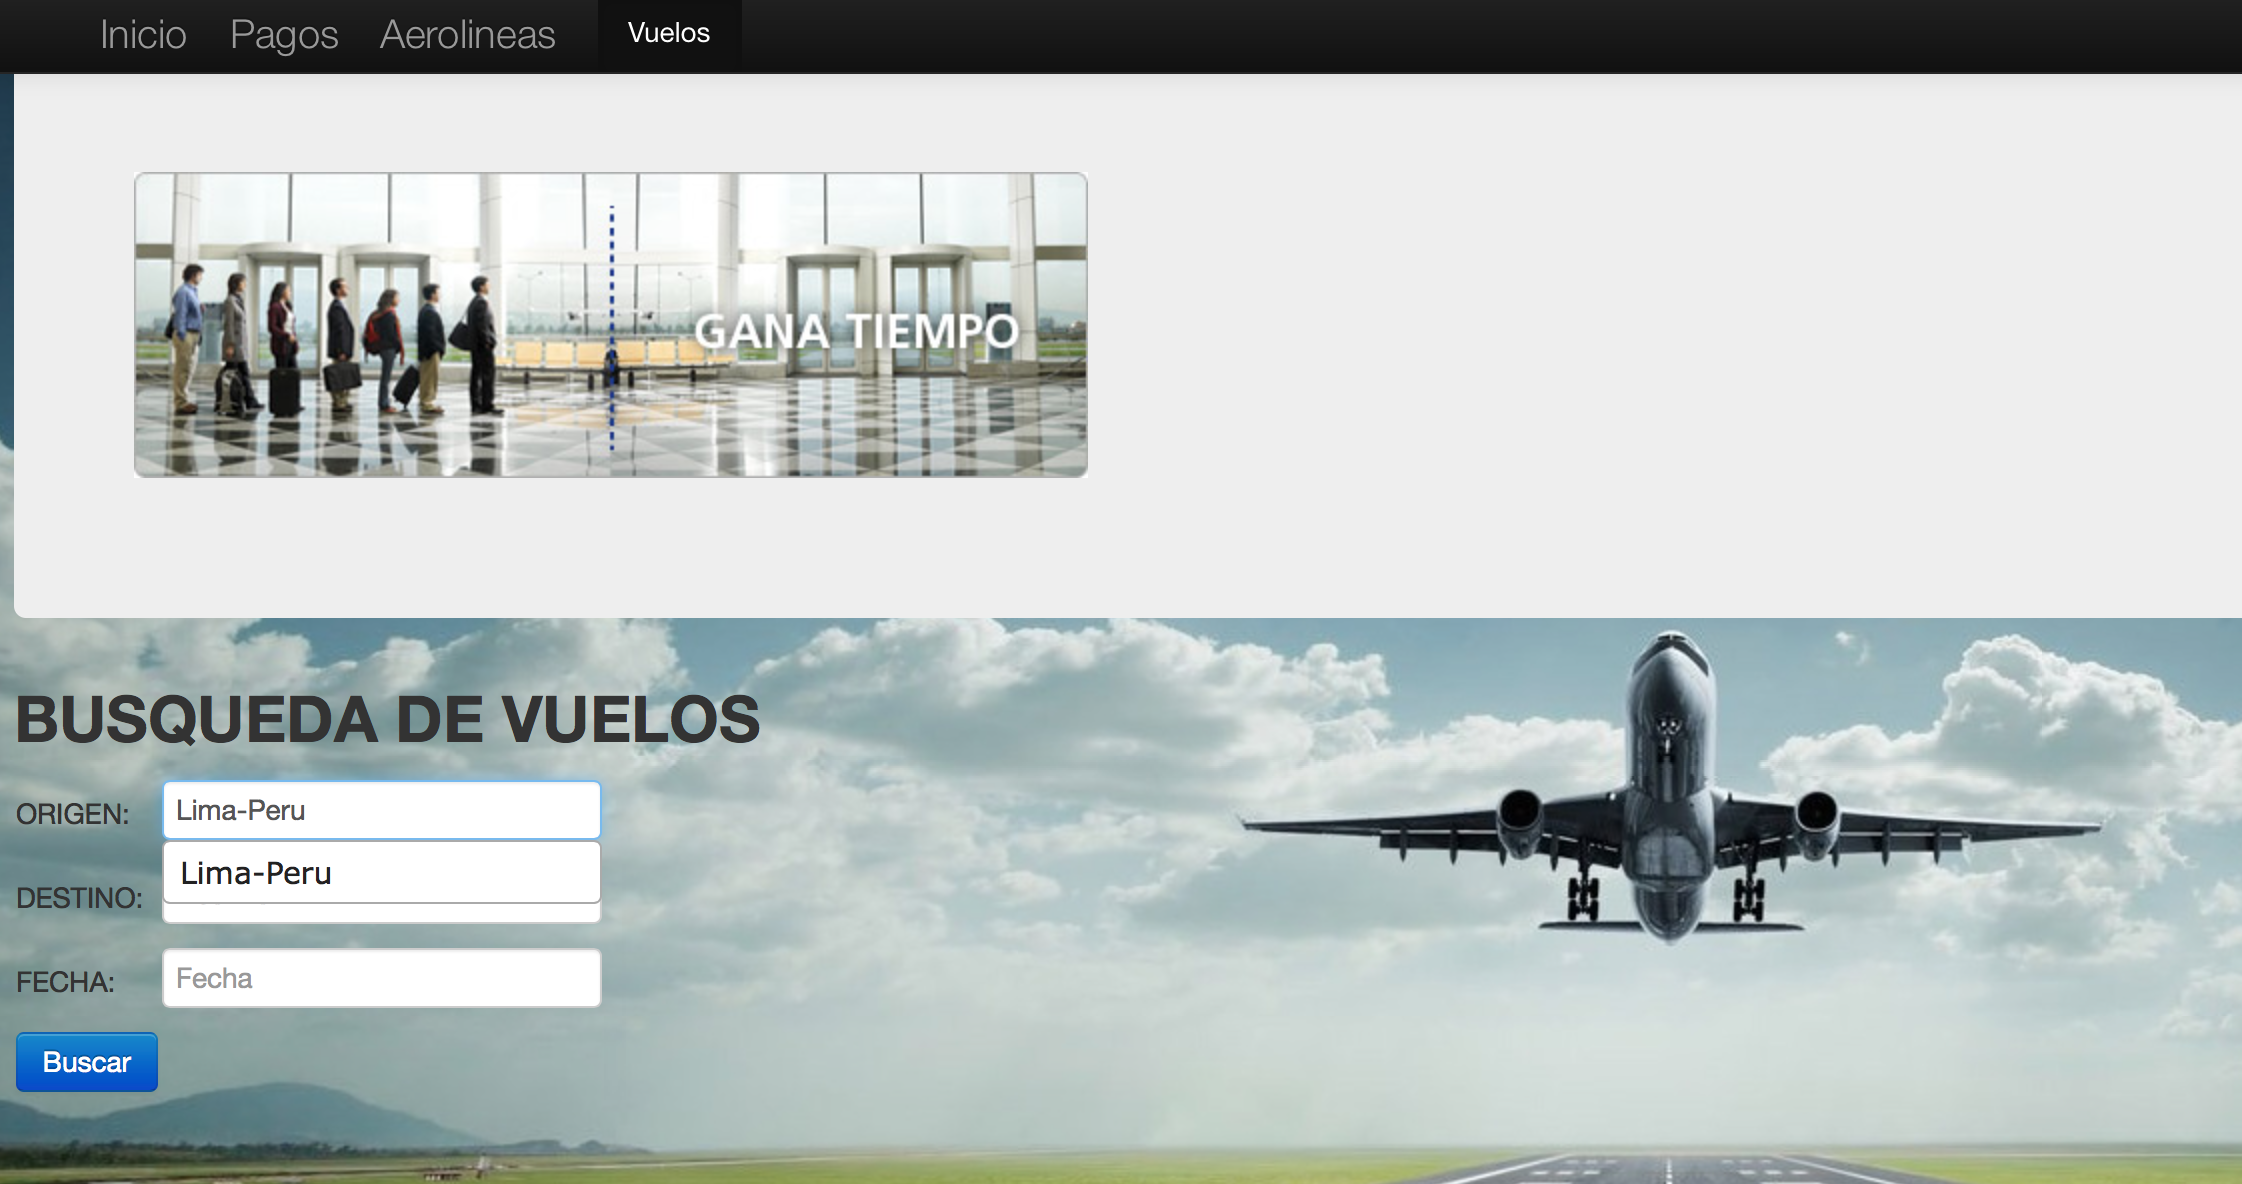 Inicio Pagos Aerolineas Vuelos
GANA TIEMPO
BUSQUEDA DE VUELOS
ORIGEN: Lima-Peru
Lima-Peru
DESTINO:
FECHA: Fecha
Buscar